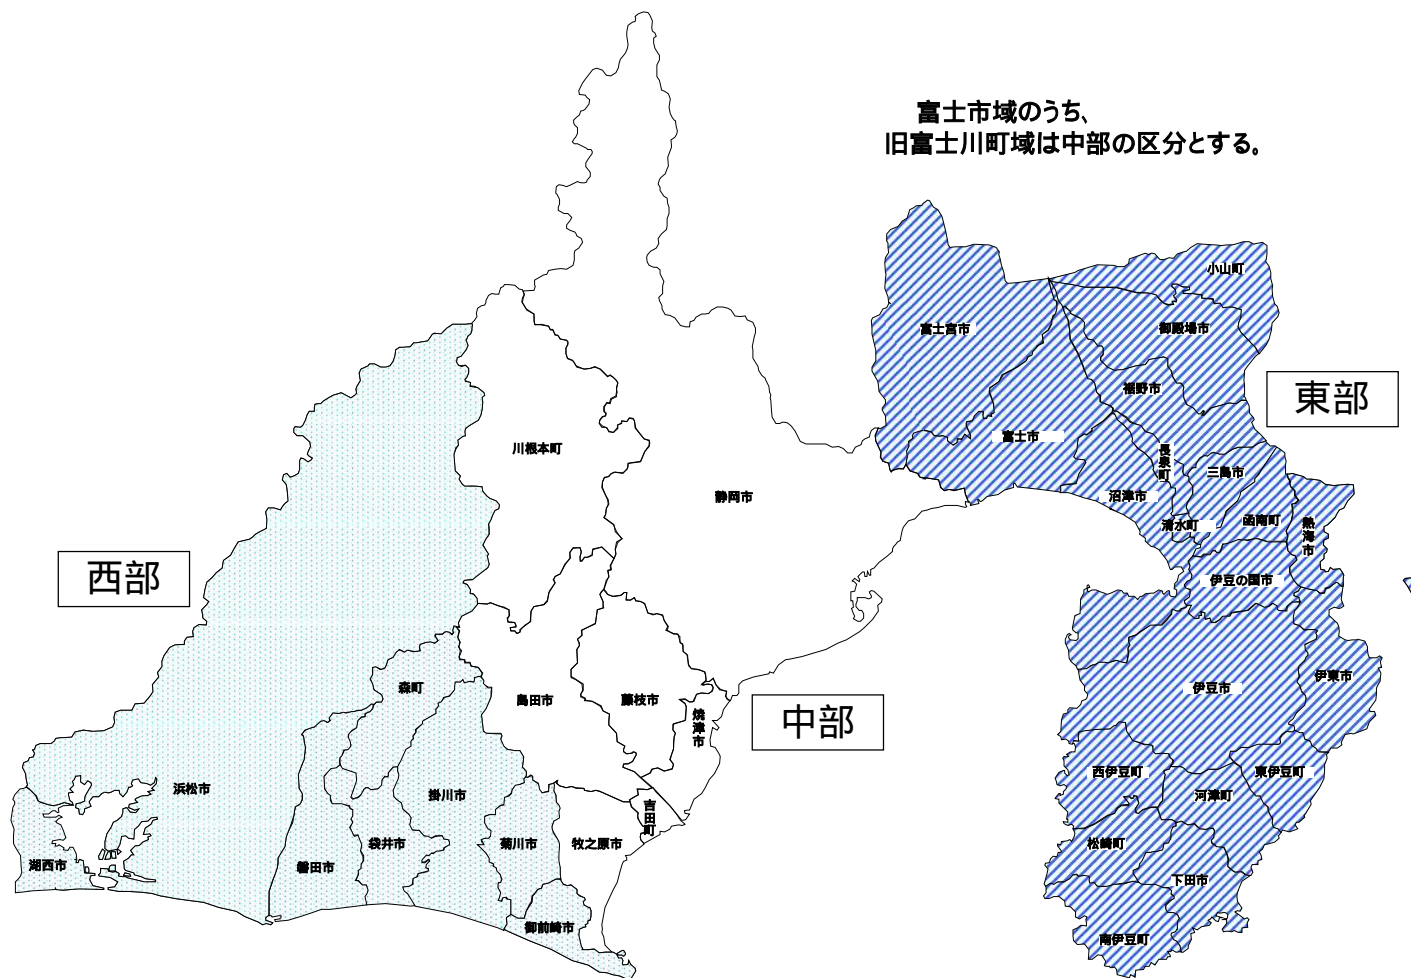 富士市域のうち、
旧富士川町域は中部の区分とする。
小山町
富士宮市
御殿場市
裾野市
東部
富士市
川根本町
長泉町
三島市
静岡市
沼津市
函南町
清水町
熱海市
西部
伊豆の国市
伊豆市
伊東市
森町
島田市
藤枝市
焼津市
中部
西伊豆町
東伊豆町
浜松市
掛川市
河津町
吉田町
湖西市
磐田市
袋井市
菊川市
牧之原市
松崎町
下田市
御前崎市
南伊豆町